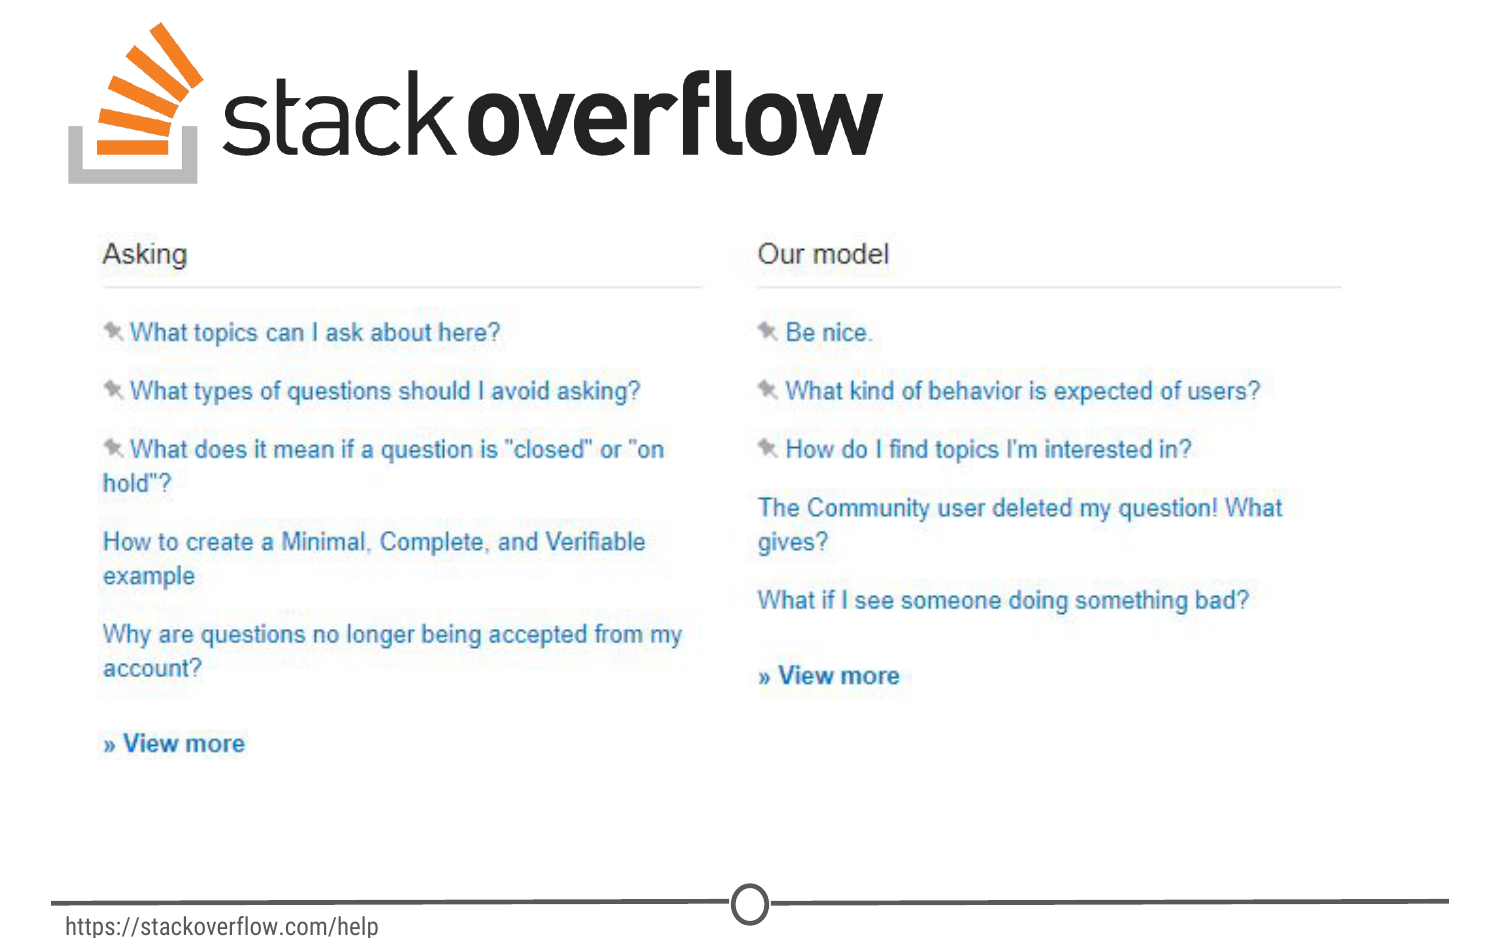 stackoverflow
Asking
What topics can I ask about here?
What types of questions should I avoid asking?
What does it mean if a question is "closed" or "on
hold"?
How to create a Minimal, Complete, and Verifiable
example
Why are questions no longer being accepted from my
account?
» View more
Our model
Be nice.
What kind of behavior is expected of users?
How do I find topics I'm interested in?
The Community user deleted my question! What
gives?
What if I see someone doing something bad?
» View more
https://stackoverflow.com/help